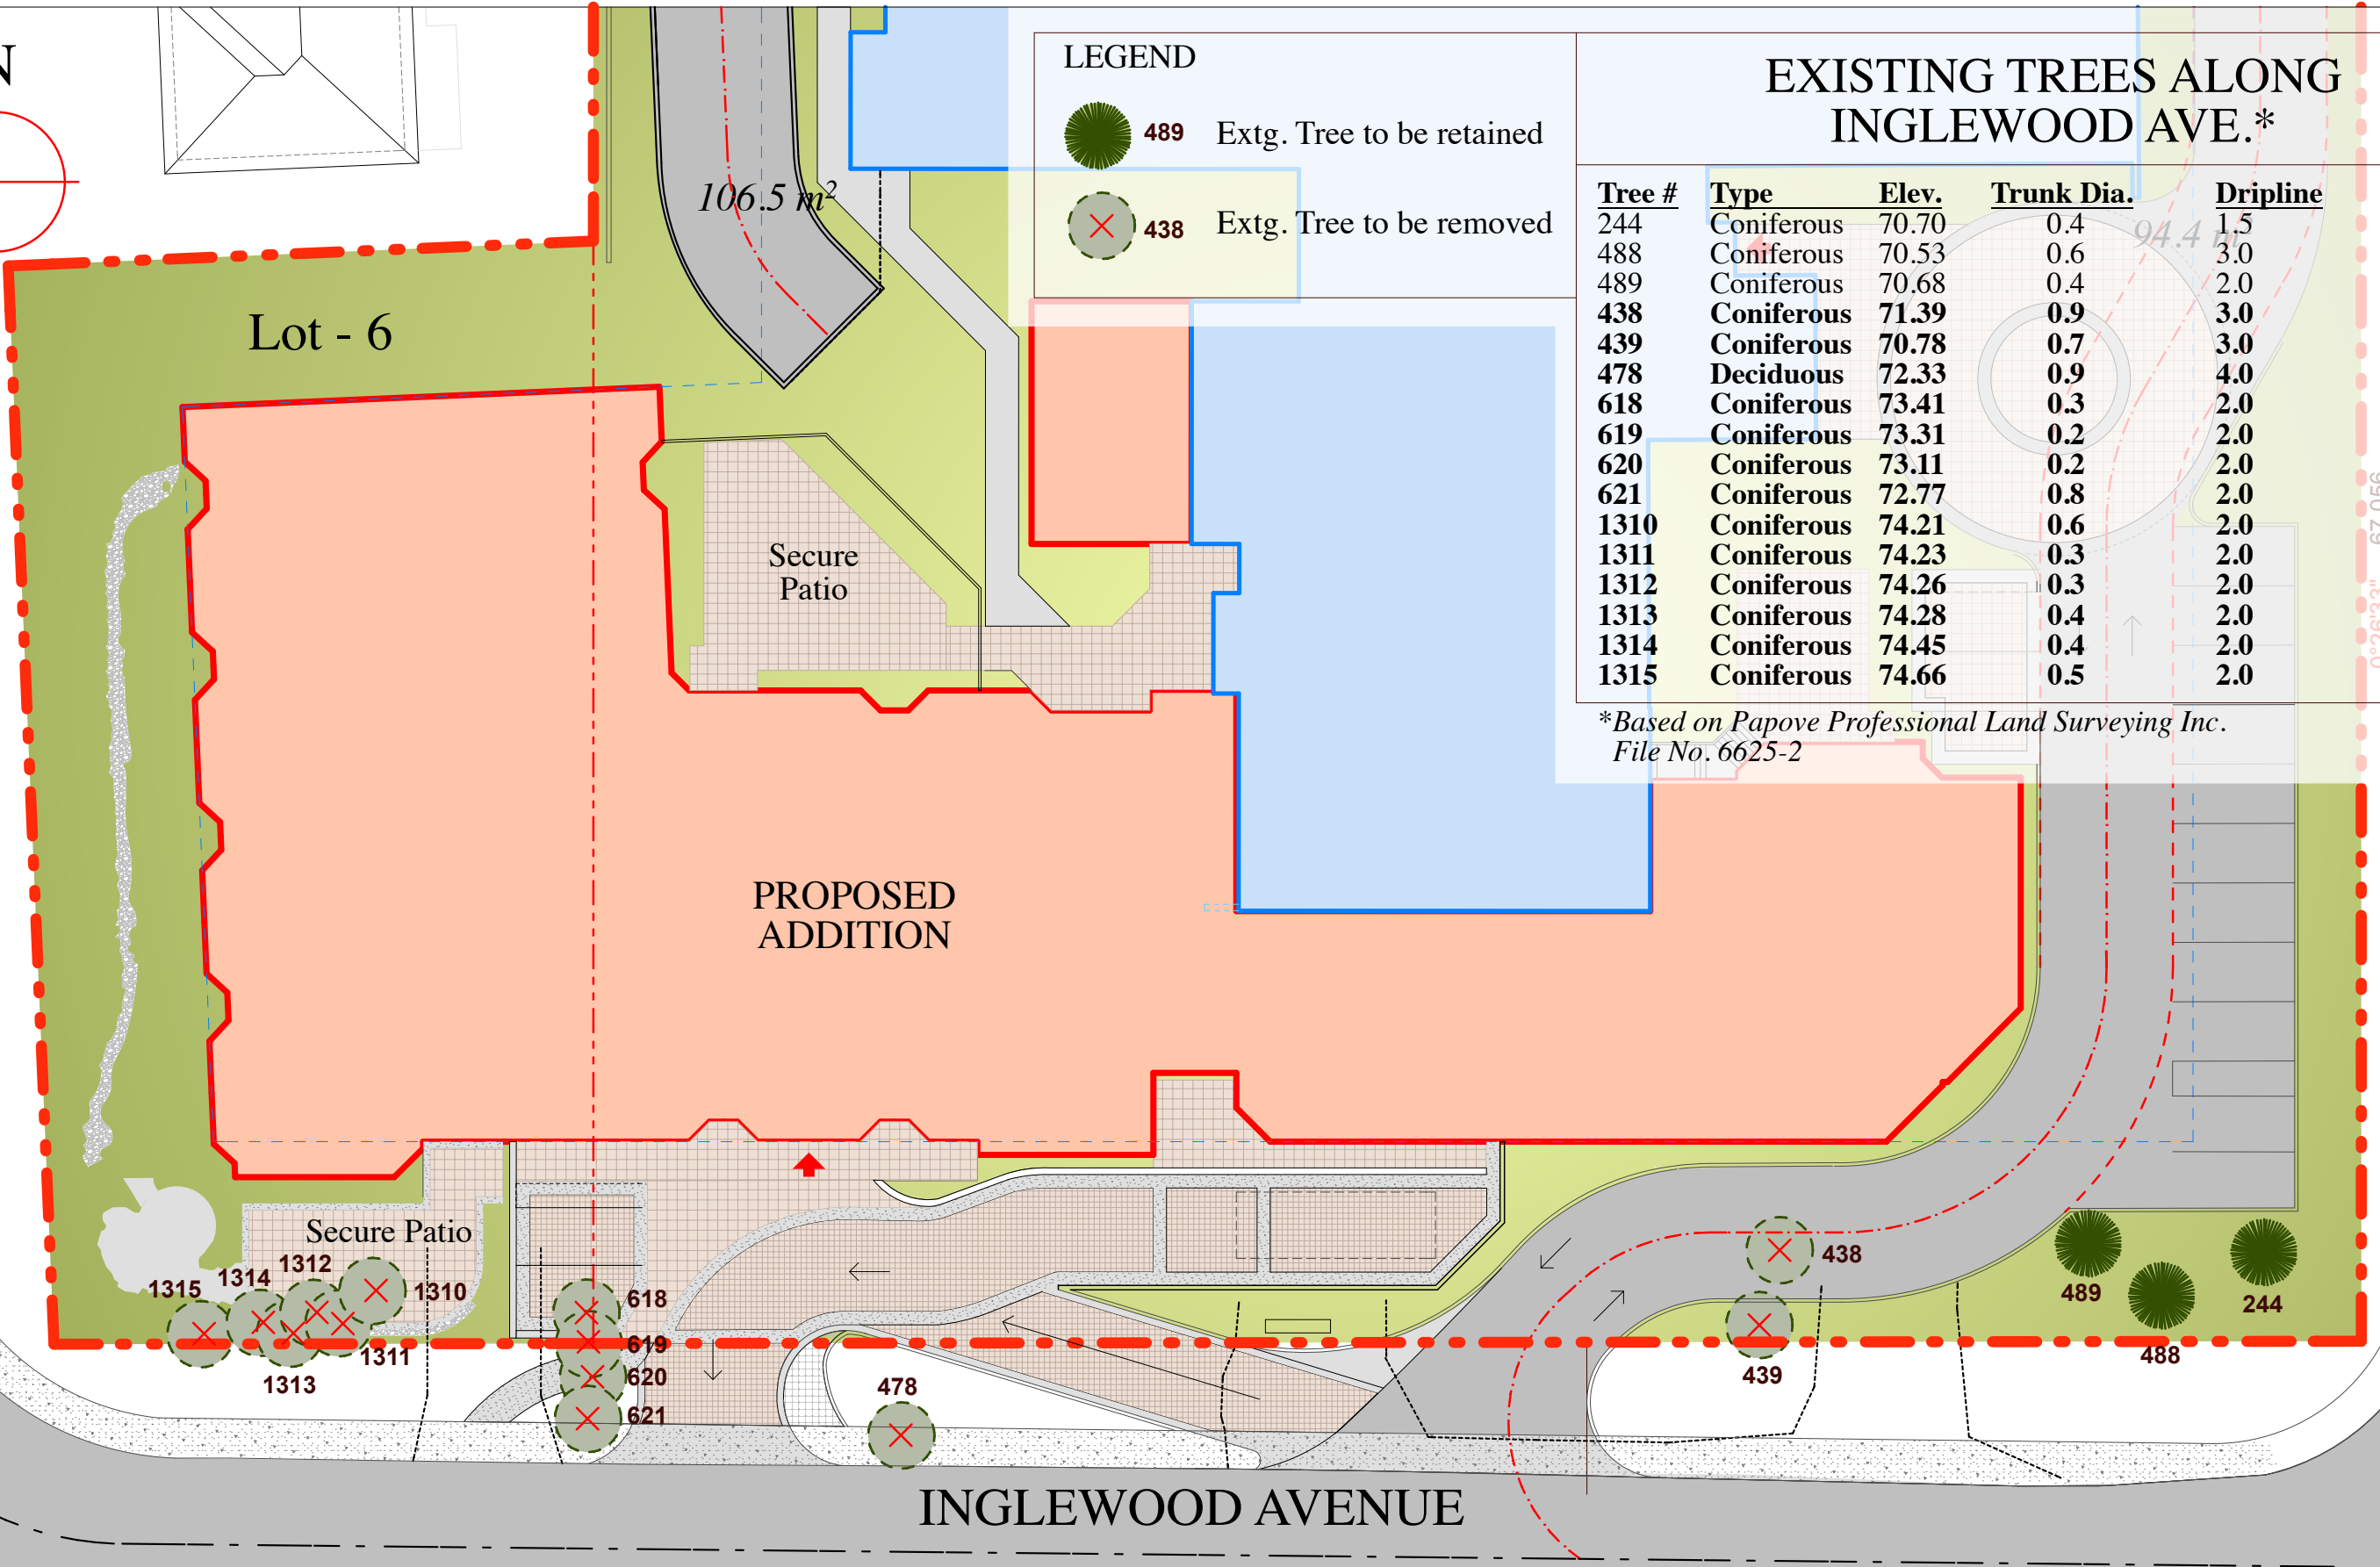 N
LEGEND
489 Extg. Tree to be retained
438 Extg. Tree to be removed
EXISTING TREES ALONG
INGLEWOOD AVE.*
Tree # Type Elev. Trunk Dia. Dripline
244 Coniferous 70.70 0.4 1.5
488 Coniferous 70.53 0.6 3.0
489 Coniferous 70.68 0.4 2.0
438 Coniferous 71.39 0.9 3.0
439 Coniferous 70.78 0.7 3.0
478 Deciduous 72.33 0.9 4.0
618 Coniferous 73.41 0.3 2.0
619 Coniferous 73.31 0.2 2.0
620 Coniferous 73.11 0.2 2.0
621 Coniferous 72.77 0.8 2.0
1310 Coniferous 74.21 0.6 2.0
1311 Coniferous 74.23 0.3 2.0
1312 Coniferous 74.26 0.3 2.0
1313 Coniferous 74.28 0.4 2.0
1314 Coniferous 74.45 0.4 2.0
1315 Coniferous 74.66 0.5 2.0
*Based on Papove Professional Land Surveying Inc.
File No. 6625-2
106.5 m²
94.4 m
67.056
0°26'33"
Lot - 6
Secure
Patio
PROPOSED
ADDITION
Secure Patio
1315
1314
1312
1310
1311
1313
618
619
620
621
478
438
439
489
488
244
INGLEWOOD AVENUE